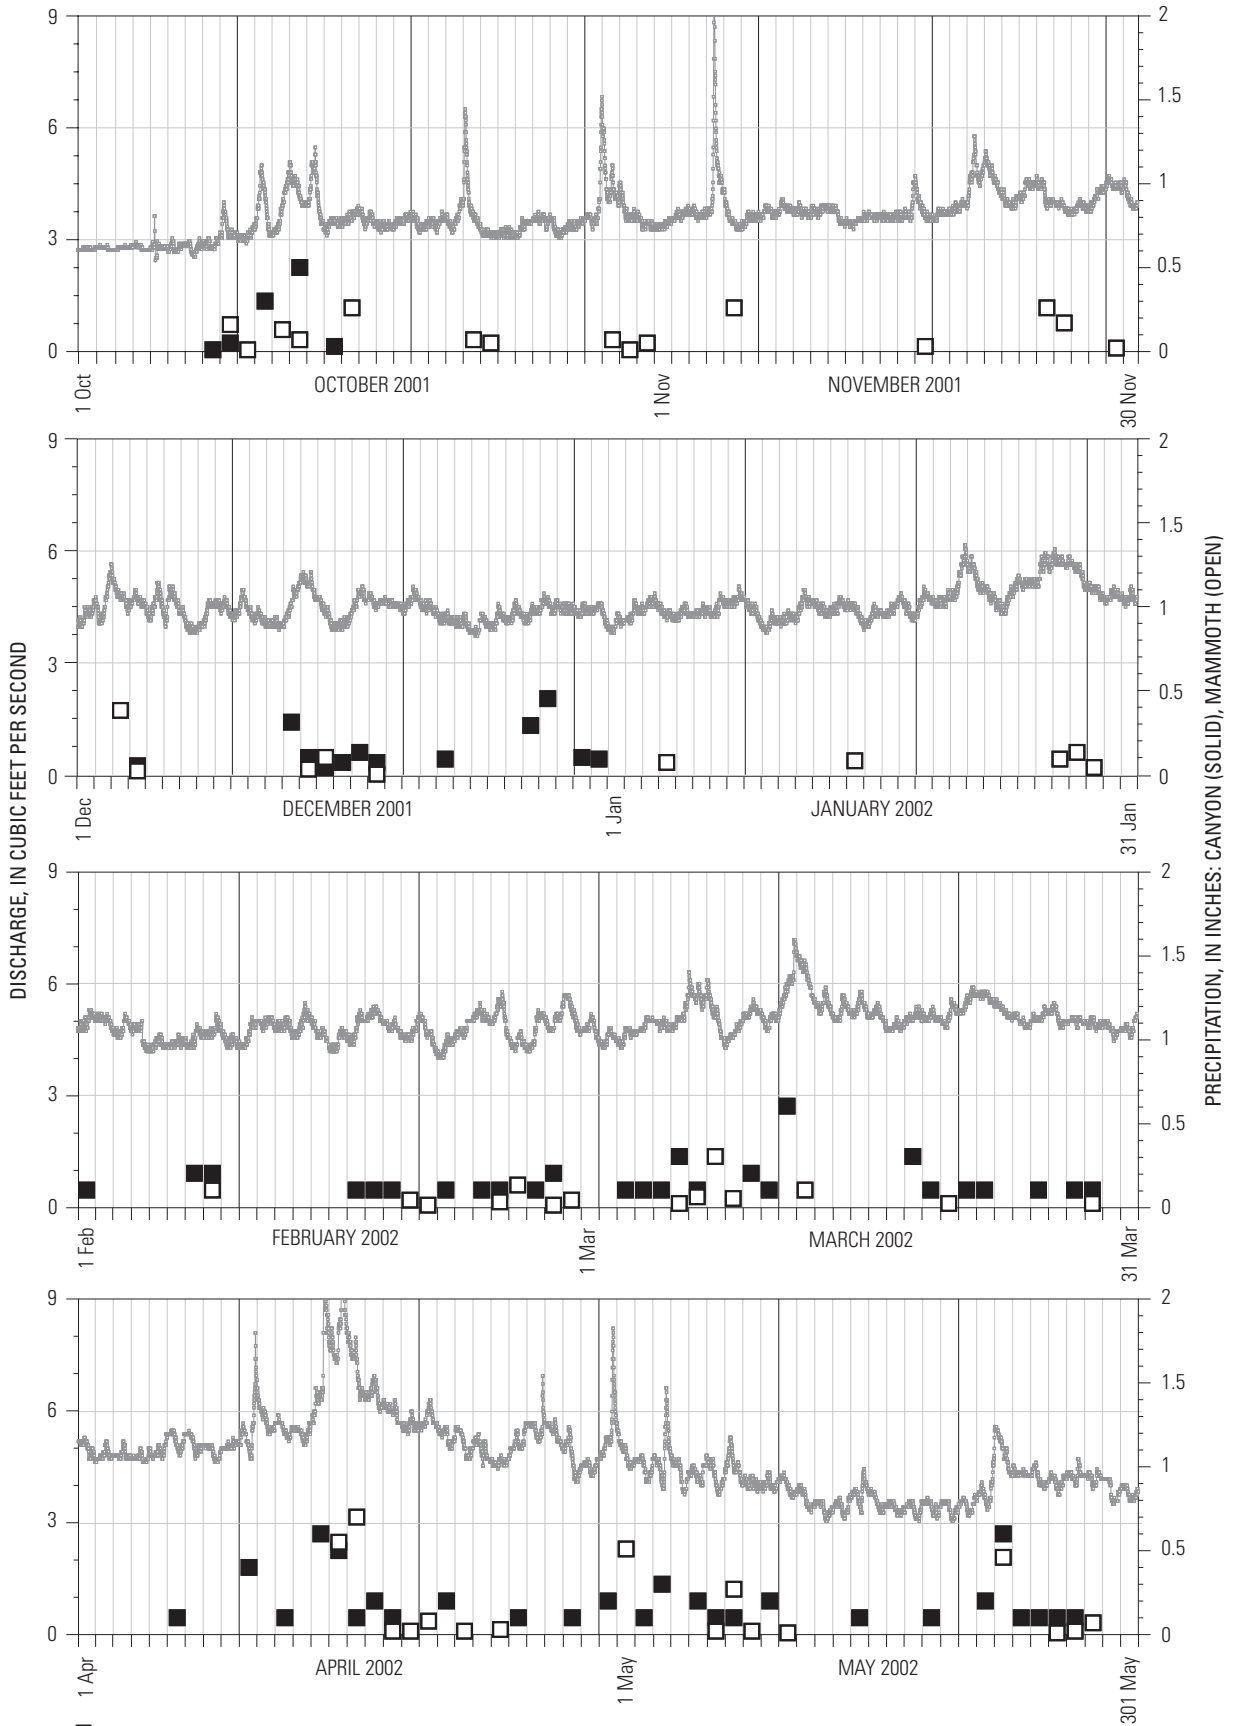 DISCHARGE, IN CUBIC FEET PER SECOND
PRECIPITATION, IN INCHES: CANYON (SOLID), MAMMOTH (OPEN)
9
6
3
0
2
1.5
1
0.5
0
1 Oct
OCTOBER 2001
1 Nov
NOVEMBER 2001
30 Nov
9
6
3
0
2
1.5
1
0.5
0
1 Dec
DECEMBER 2001
1 Jan
JANUARY 2002
31 Jan
9
6
3
0
2
1.5
1
0.5
0
1 Feb
FEBRUARY 2002
1 Mar
MARCH 2002
31 Mar
9
6
3
0
2
1.5
1
0.5
0
1 Apr
APRIL 2002
1 May
MAY 2002
301 May